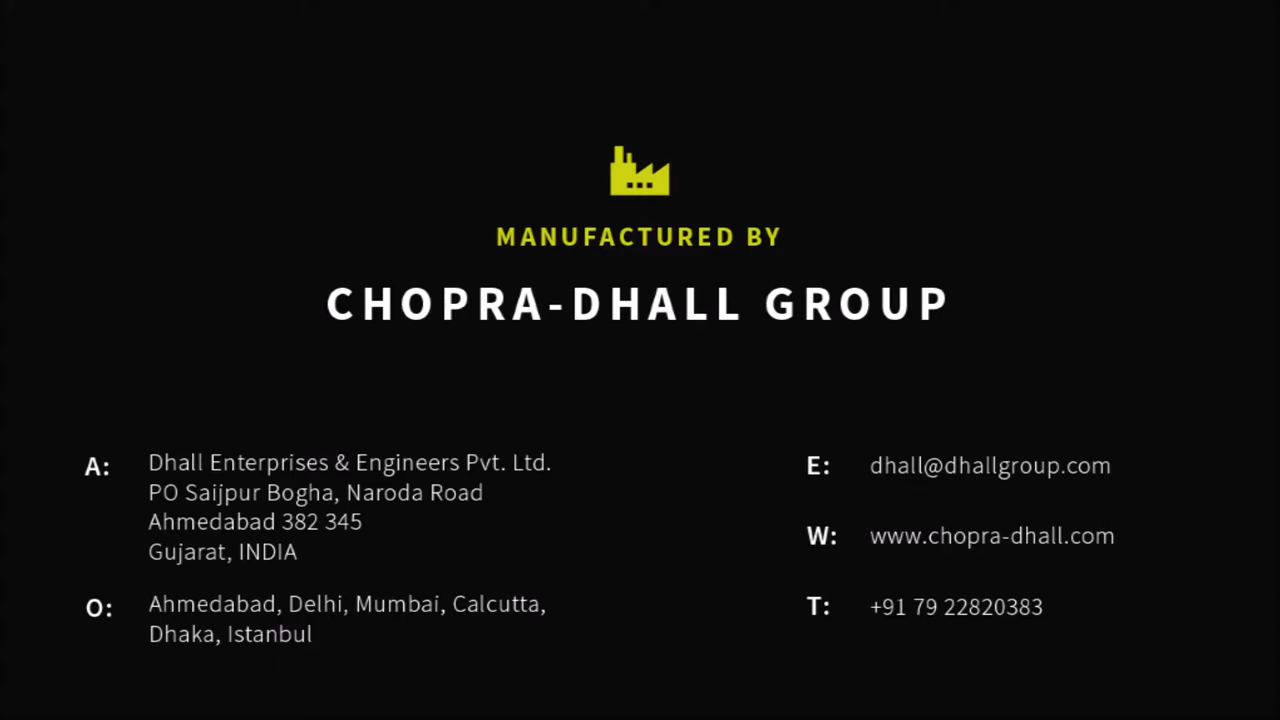 MANUFACTURED BY
CHOPRA-DHALL GROUP
A: Dhall Enterprises & Engineers Pvt. Ltd.
PO Saijpur Bogha, Naroda Road
Ahmedabad 382 345
Gujarat, INDIA
O: Ahmedabad, Delhi, Mumbai, Calcutta,
Dhaka, Istanbul
E: dhall@dhallgroup.com
W: www.chopra-dhall.com
T: +91 79 22820383